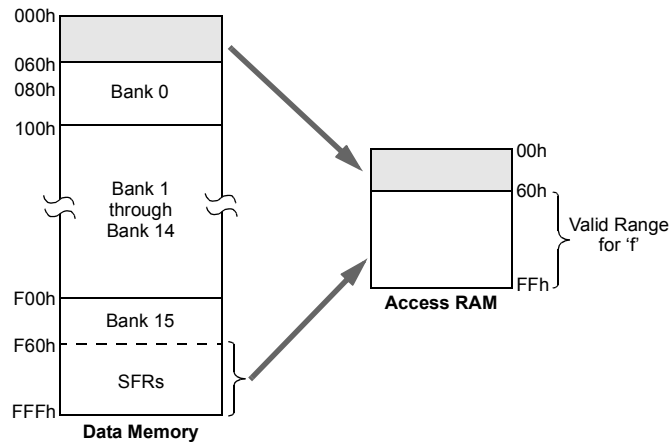 000h
060h
080h
Bank 0
100h
Bank 1
through
Bank 14
F00h
Bank 15
F60h
SFRs
FFFh
Data Memory
00h
60h
Valid Range
for ‘f’
FFh
Access RAM